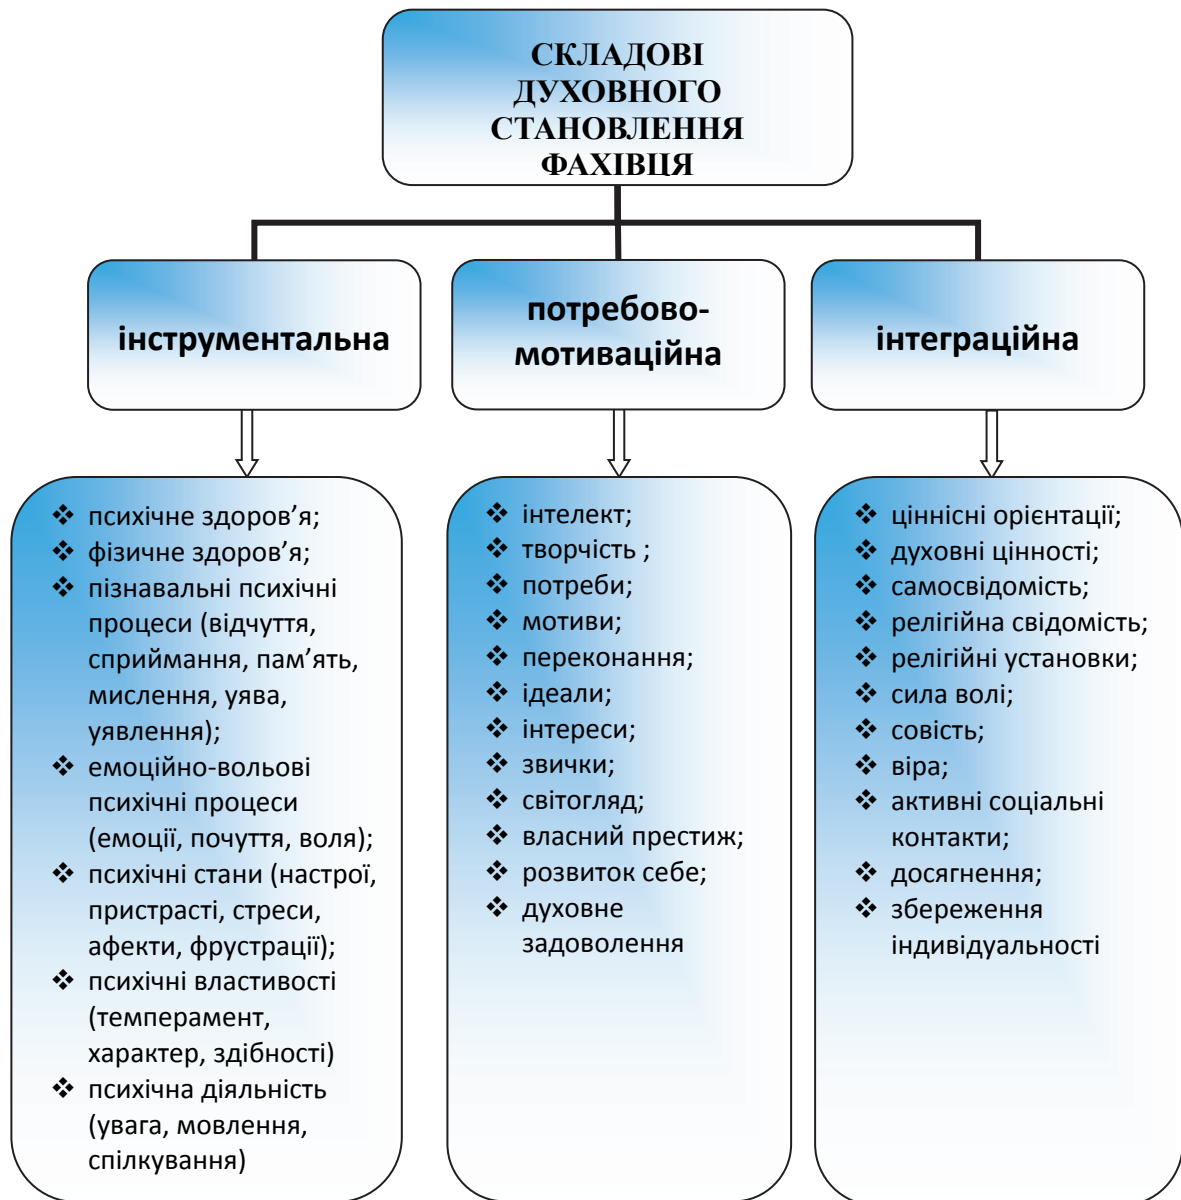 СКЛАДОВІ
ДУХОВНОГО
СТАНОВЛЕННЯ
ФАХІВЦЯ
інструментальна
потребово-
мотиваційна
інтеграційна
❖ психічне здоров’я;
❖ фізичне здоров’я;
❖ пізнавальні психічні
процеси (відчуття,
сприймання, пам’ять,
мислення, уява,
уявлення);
❖ емоційно-вольові
психічні процеси
(емоції, почуття, воля);
❖ психічні стани (настрої,
пристрасті, стреси,
афекти, фрустрації);
❖ психічні властивості
(темперамент,
характер, здібності)
❖ психічна діяльність
(увага, мовлення,
спілкування)
❖ інтелект;
❖ творчість ;
❖ потреби;
❖ мотиви;
❖ переконання;
❖ ідеали;
❖ інтереси;
❖ звички;
❖ світогляд;
❖ власний престиж;
❖ розвиток себе;
❖ духовне
задоволення
❖ ціннісні орієнтації;
❖ духовні цінності;
❖ самосвідомість;
❖ релігійна свідомість;
❖ релігійні установки;
❖ сила волі;
❖ совість;
❖ віра;
❖ активні соціальні
контакти;
❖ досягнення;
❖ збереження
індивідуальності